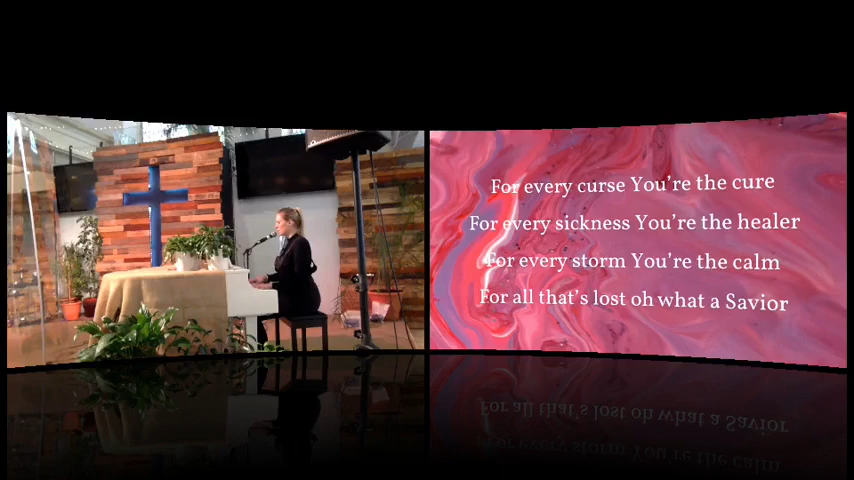 For every curse You're the cure
For every sickness You're the healer
For every storm You're the calm
For all that's lost oh what a Savior